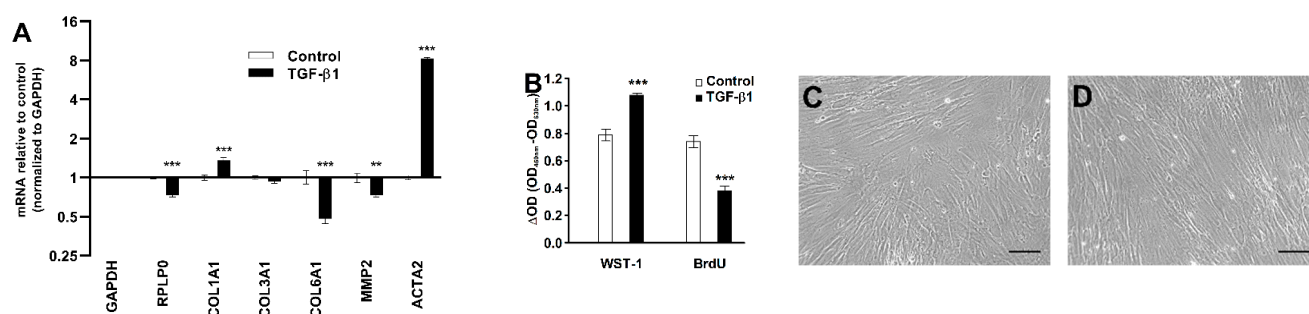 A
mRNA relative to control
(normalized to GAPDH)
16
8
4
2
1
0.5
0.25
Control
TGF-β1
***
***
***
**
***
GAPDH
RPLP0
COL1A1
COL3A1
COL6A1
MMP2
ACTA2
B
ΔOD (OD460nm-OD630nm)
1.2
1.0
0.8
0.6
0.4
0.2
0.0
Control
TGF-β1
***
***
WST-1
BrdU
C
D